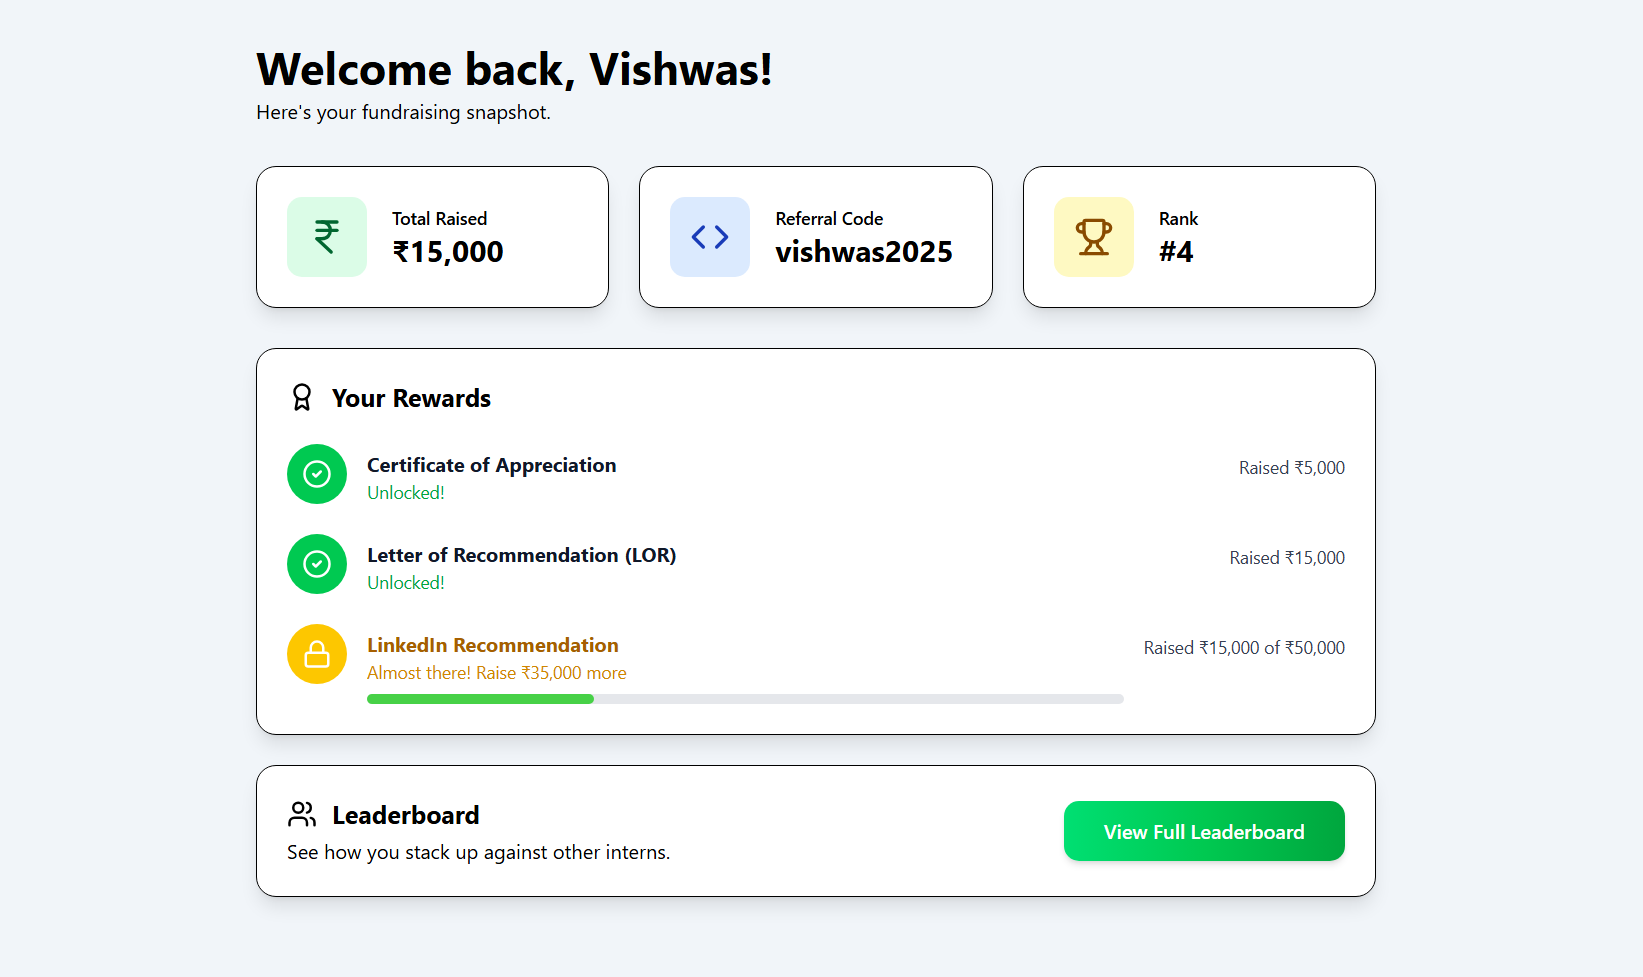 Welcome back, Vishwas!
Here's your fundraising snapshot.
Total Raised
₹15,000
Referral Code
vishwas2025
Rank
#4
Your Rewards
Certificate of Appreciation
Unlocked!
Raised ₹5,000
Letter of Recommendation (LOR)
Unlocked!
Raised ₹15,000
LinkedIn Recommendation
Almost there! Raise ₹35,000 more
Raised ₹15,000 of ₹50,000
Leaderboard
See how you stack up against other interns.
View Full Leaderboard